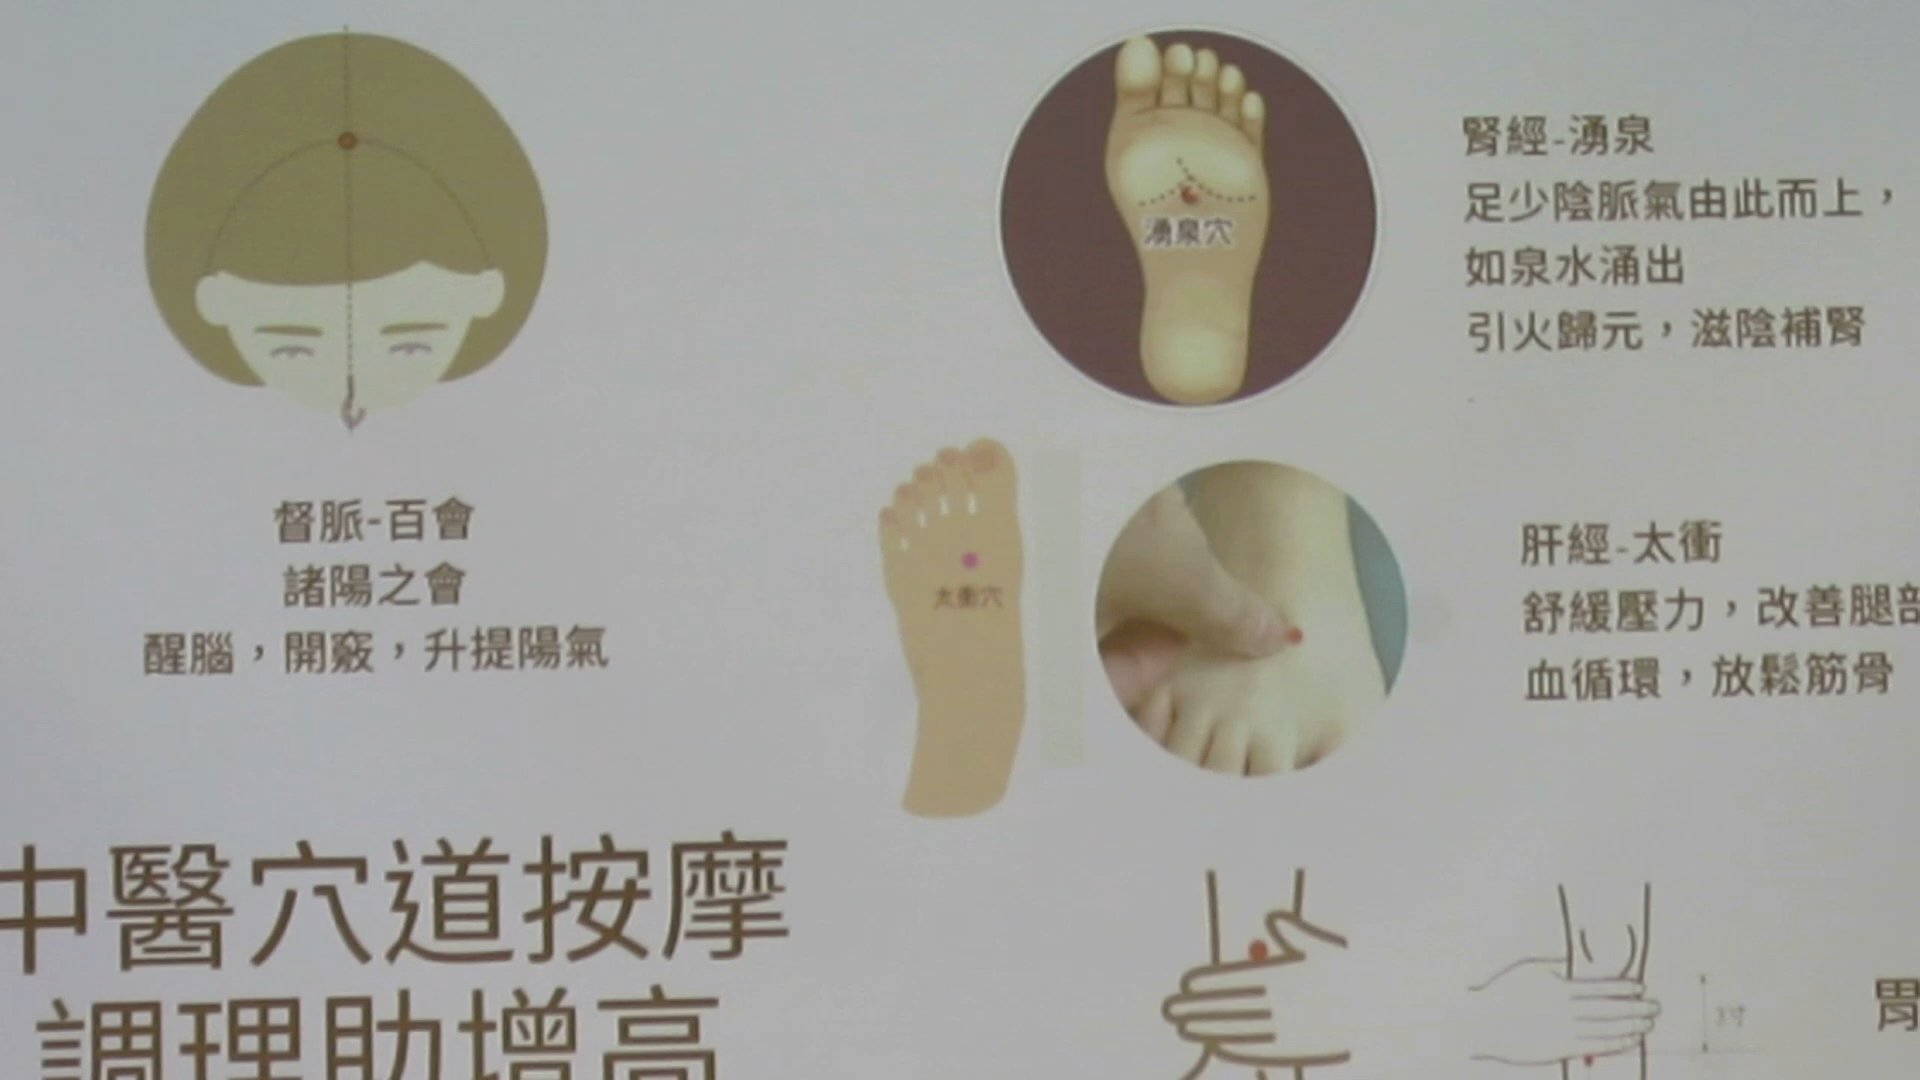 督脈-百會
諸陽之會
醒腦，開竅，升提陽氣
湧泉穴
腎經-湧泉
足少陰脈氣由此而上，
如泉水涌出
引火歸元，滋陰補腎
太衝穴
肝經-太衝
舒緩壓力，改善腿部
血循環，放鬆筋骨
中醫穴道按摩
調理助增高
3寸
胃